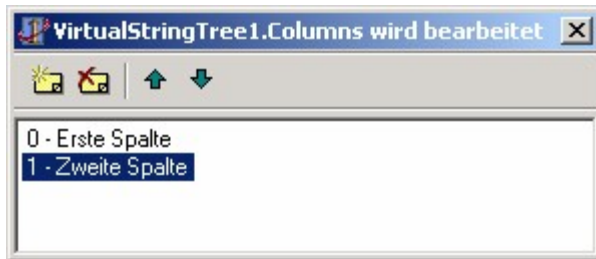 VirtualStringTree1.Columns wird bearbeitet
0 - Erste Spalte
1 - Zweite Spalte